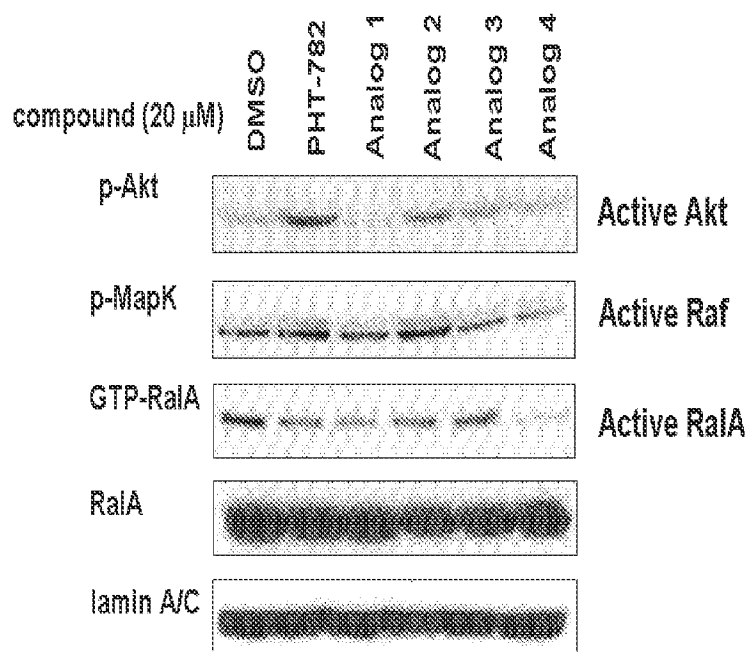 DMSO
PHT-782
Analog 1
Analog 2
Analog 3
Analog 4
compound (20 μM)
p-Akt
Active Akt
p-MapK
Active Raf
GTP-RalA
Active RalA
RalA
lamin A/C